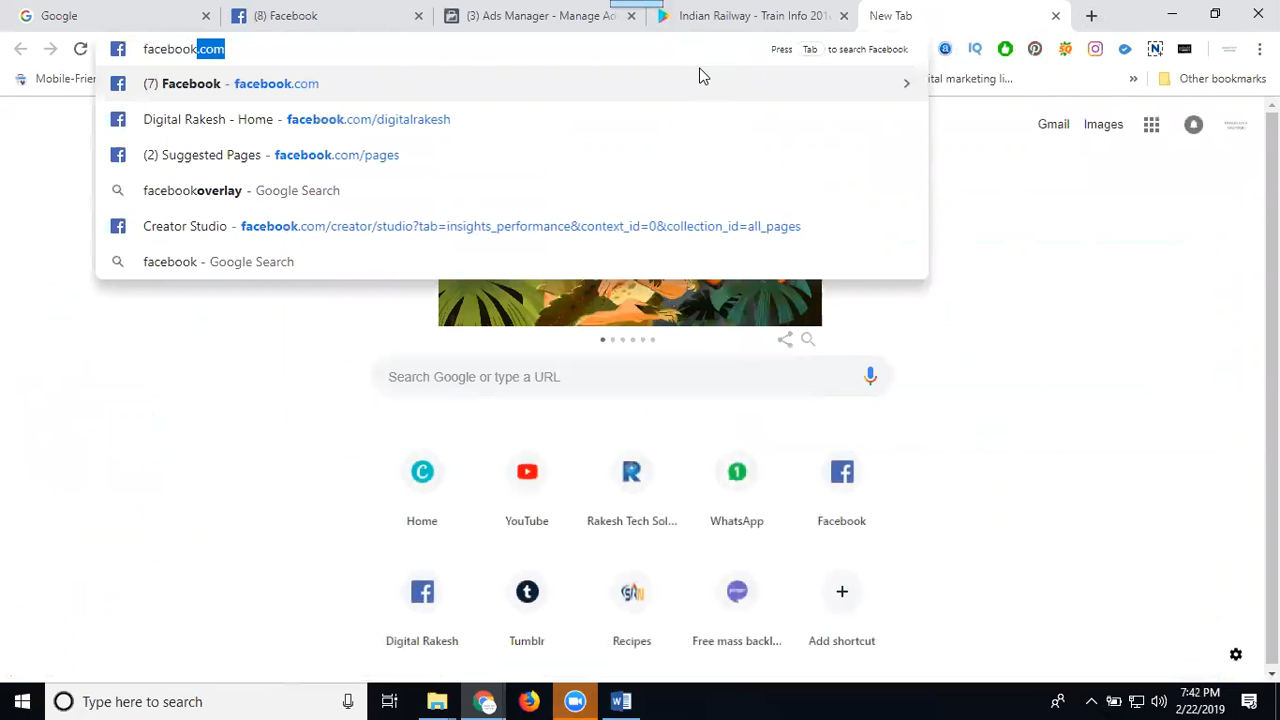 Google
(8) Facebook
(3) Ads Manager - Manage Ad
Indian Railway - Train Info 201
New Tab
facebook.com
Press Tab to search Facebook
Mobile-Frien
ital marketing li...
Other bookmarks
(7) Facebook - facebook.com
Digital Rakesh - Home - facebook.com/digitalrakesh
(2) Suggested Pages - facebook.com/pages
facebookoverlay - Google Search
Creator Studio - facebook.com/creator/studio?tab=insights_performance&context_id=0&collection_id=all_pages
facebook - Google Search
Gmail
Images
Search Google or type a URL
Home
YouTube
Rakesh Tech Sol...
WhatsApp
Facebook
Digital Rakesh
Tumblr
Recipes
Free mass backl...
Add shortcut
Type here to search
7:42 PM
2/22/2019